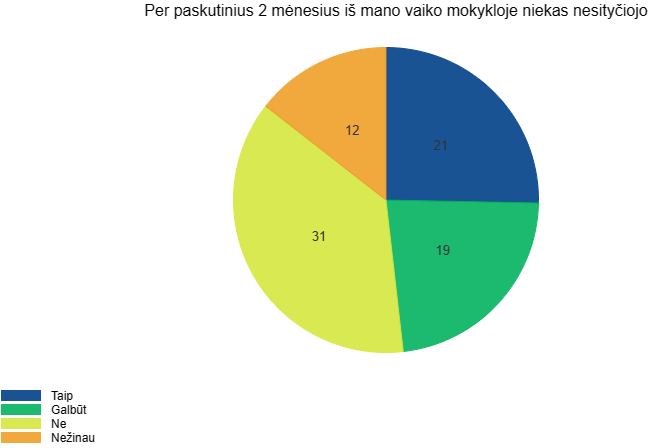 Per paskutinius 2 mėnesius iš mano vaiko mokykloje niekas nesityčiojo
21
19
31
12
Taip
Galbūt
Ne
Nežinau